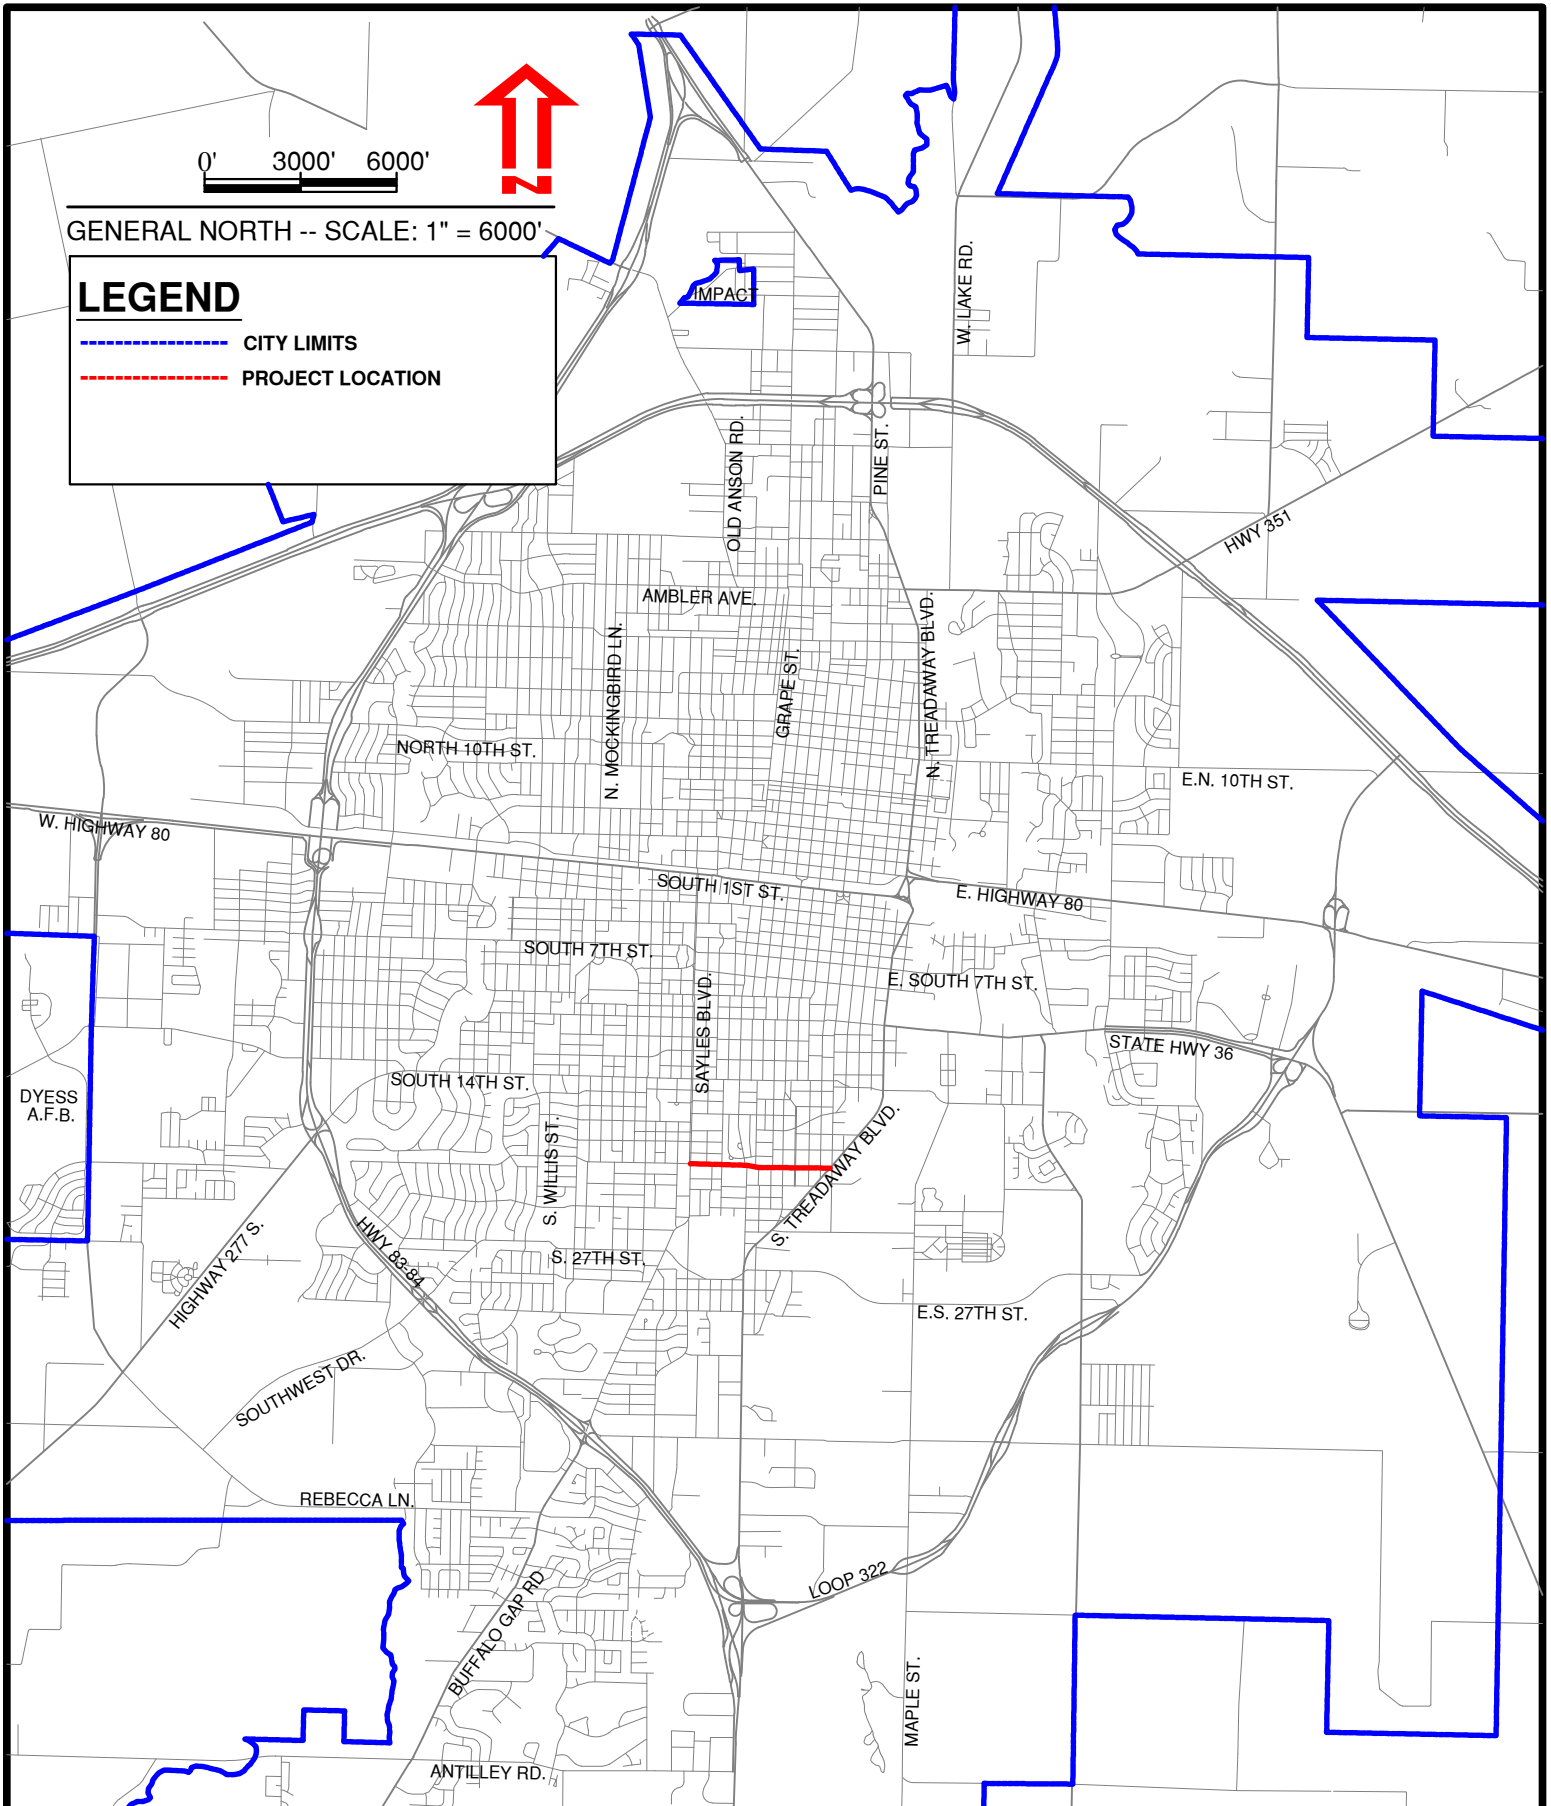 0' 3000' 6000'
N
GENERAL NORTH -- SCALE: 1" = 6000'
LEGEND
CITY LIMITS
PROJECT LOCATION
IMPACT
W. LAKE RD.
OLD ANSON RD.
PINE ST.
HWY 351
AMBLER AVE.
N. MOCKINGBIRD LN.
GRAPE ST.
N. TREADAWAY BLVD.
NORTH 10TH ST.
E.N. 10TH ST.
W. HIGHWAY 80
SOUTH 1ST ST.
E. HIGHWAY 80
SOUTH 7TH ST.
E. SOUTH 7TH ST.
SAYLES BLVD.
STATE HWY 36
DYESS
A.F.B.
SOUTH 14TH ST.
S. WILLIS ST.
S. TREADAWAY BLVD.
HIGHWAY 277 S.
HWY 83-84
S. 27TH ST.
E.S. 27TH ST.
SOUTHWEST DR.
REBECCA LN.
LOOP 322
BUFFALO GAP RD
MAPLE ST.
ANTILLEY RD.